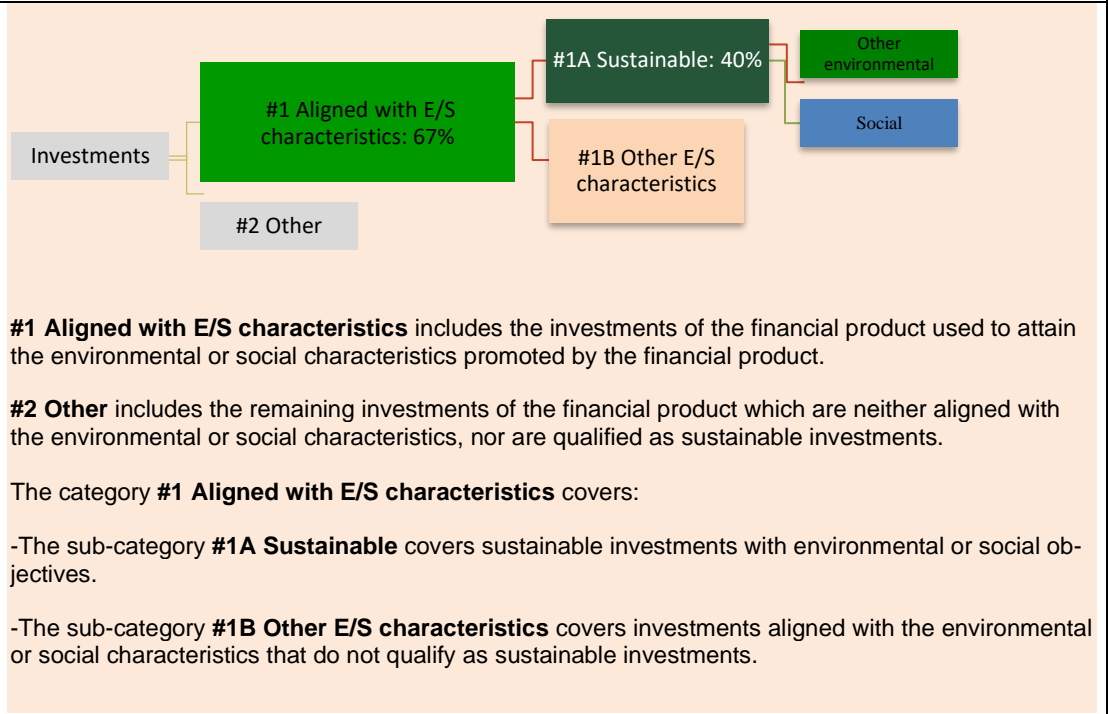 Investments
#1 Aligned with E/S
characteristics: 67%
#2 Other
#1A Sustainable: 40%
#1B Other E/S
characteristics
Other
environmental
Social
#1 Aligned with E/S characteristics includes the investments of the financial product used to attain
the environmental or social characteristics promoted by the financial product.
#2 Other includes the remaining investments of the financial product which are neither aligned with
the environmental or social characteristics, nor are qualified as sustainable investments.
The category #1 Aligned with E/S characteristics covers:
-The sub-category #1A Sustainable covers sustainable investments with environmental or social ob-
jectives.
-The sub-category #1B Other E/S characteristics covers investments aligned with the environmental
or social characteristics that do not qualify as sustainable investments.